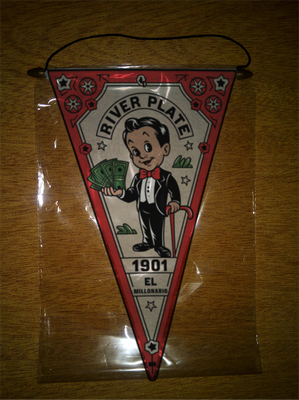 RIVER PLATE
1901
EL
MILLONARIO